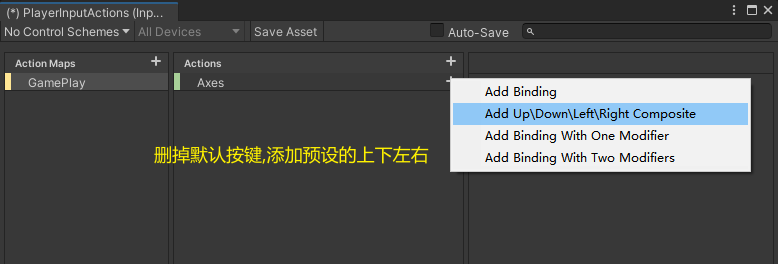 (*) PlayerInputActions (Inp...
No Control Schemes All Devices Save Asset Auto-Save
Action Maps + Actions +
GamePlay Axes +
Add Binding
Add Up\Down\Left\Right Composite
Add Binding With One Modifier
Add Binding With Two Modifiers
删掉默认按键,添加预设的上下左右